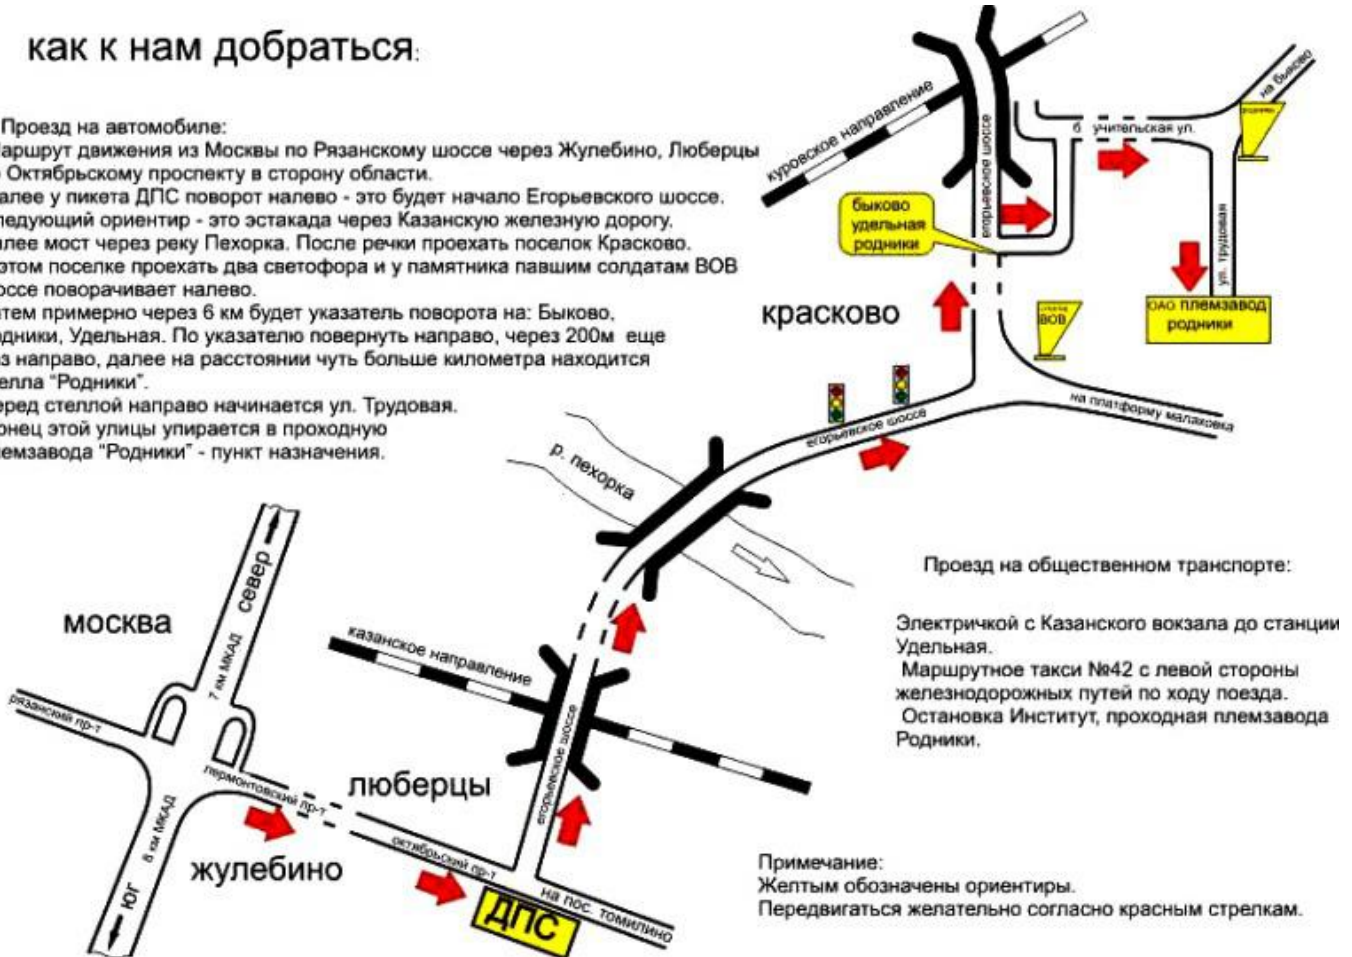 как к нам добраться:
Проезд на автомобиле:
аршрут движения из Москвы по Рязанскому шоссе через Жулебино, Люберцы
Октябрьскому проспекту в сторону области.
алее у пикета ДПС поворот налево - это будет начало Егорьевского шоссе.
ледующий ориентир - это эстакада через Казанскую железную дорогу.
алее мост через реку Пехорка. После речки проехать поселок Красково.
этом поселке проехать два светофора и у памятника павшим солдатам ВОВ
оссе поворачивает налево.
атем примерно через 6 км будет указатель поворота на: Быково,
одники, Удельная. По указателю повернуть направо, через 200м еще
аз направо, далее на расстоянии чуть больше километра находится
елла "Родники".
еред стеллой направо начинается ул. Трудовая.
онец этой улицы упирается в проходную
лемзавода "Родники" - пункт назначения.
куровское направление
егорьевское шоссе
на быково
б учительская ул.
быково
удельная
родники
ул. трудовая
ОАО племзавод
родники
красково
ВОВ
на платформу малаховка
егорьевское шоссе
р. пехорка
Проезд на общественном транспорте:
Электричкой с Казанского вокзала до станции
Удельная.
Маршрутное такси №42 с левой стороны
железнодорожных путей по ходу поезда.
Остановка Институт, проходная племзавода
Родники.
север
москва
7 км МКАД
казанское направление
рязанский пр-т
лермонтовский пр-т
люберцы
егорьевское шоссе
8 км МКАД
жулебино
октябрьский пр-т
юг
ДПС
на пос. томилино
Примечание:
Желтым обозначены ориентиры.
Передвигаться желательно согласно красным стрелкам.